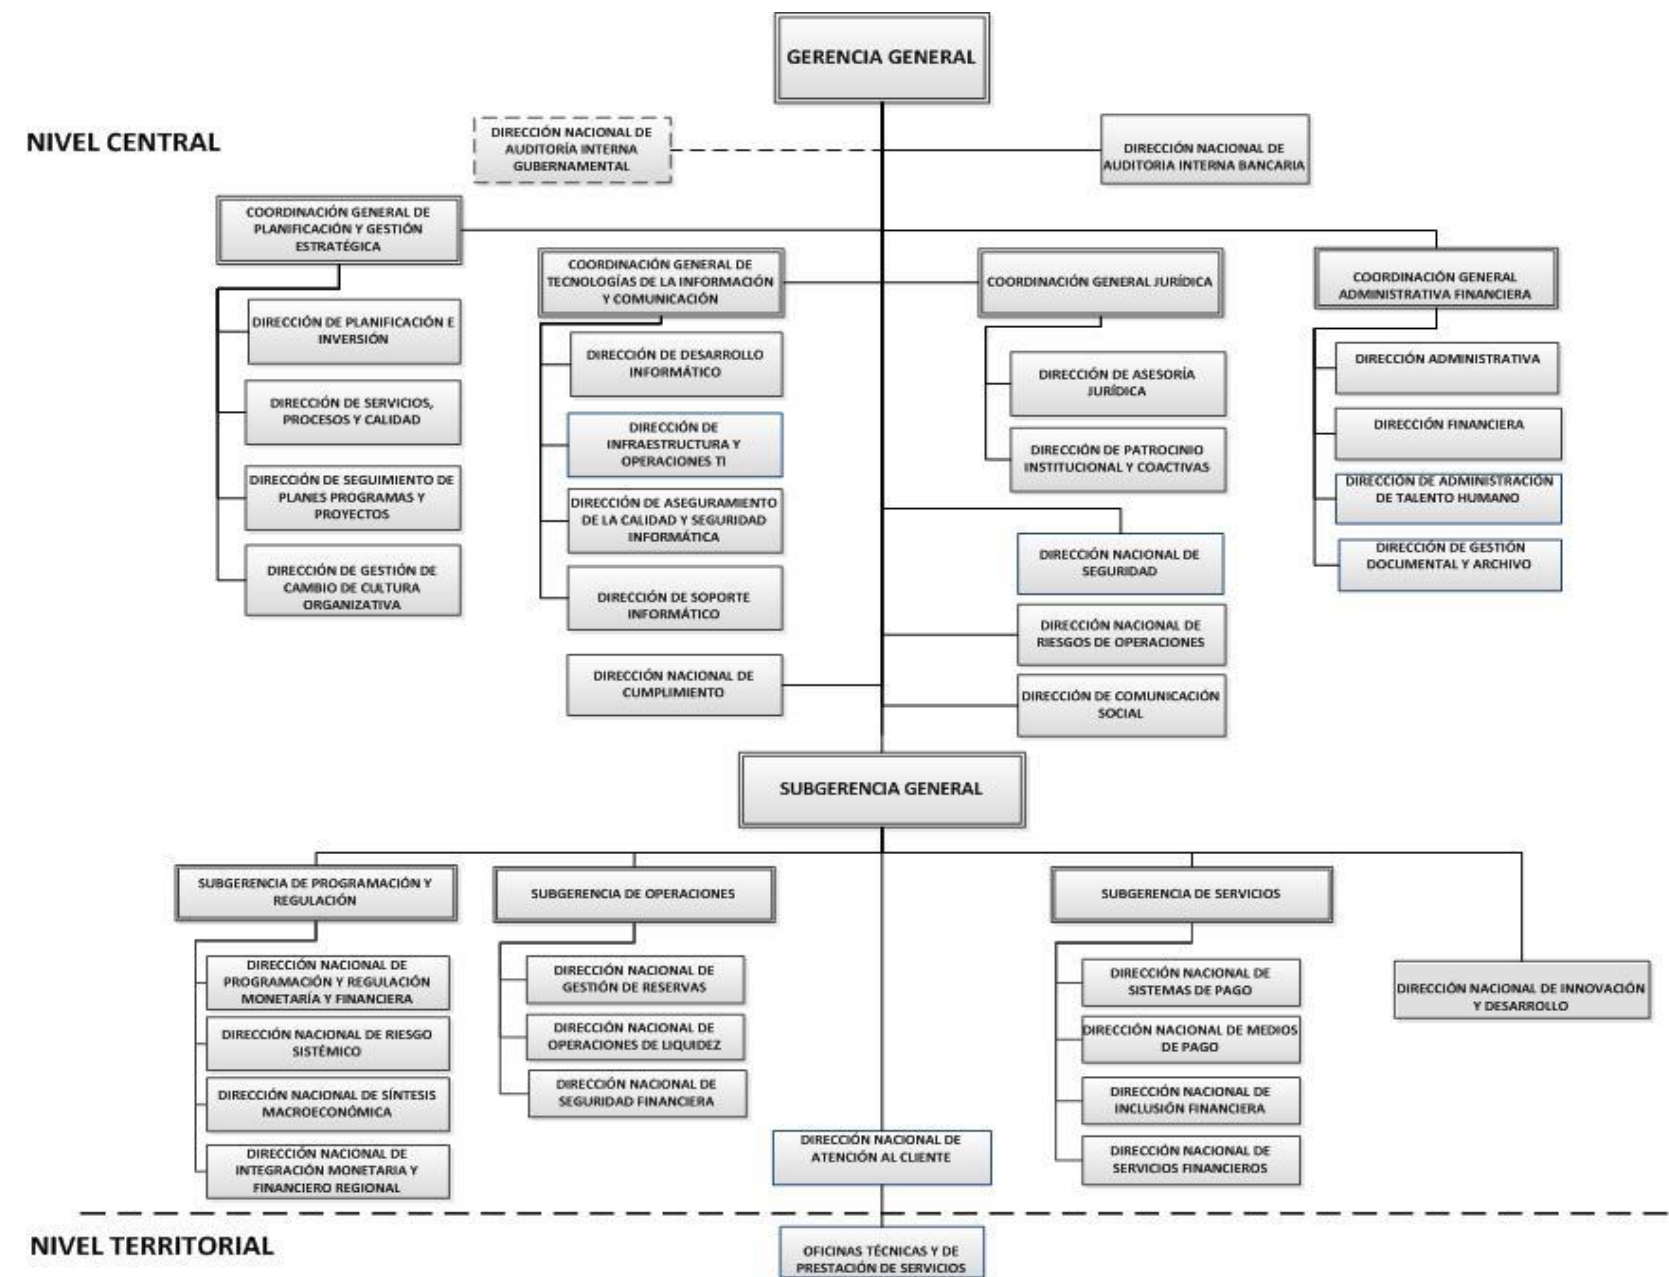 GERENCIA GENERAL
NIVEL CENTRAL
DIRECCIÓN NACIONAL DE
AUDITORÍA INTERNA
GUBERNAMENTAL
DIRECCIÓN NACIONAL DE
AUDITORIA INTERNA BANCARIA
COORDINACIÓN GENERAL DE
PLANIFICACIÓN Y GESTIÓN
ESTRATÉGICA
DIRECCIÓN DE PLANIFICACIÓN E
INVERSIÓN
DIRECCIÓN DE SERVICIOS,
PROCESOS Y CALIDAD
DIRECCIÓN DE SEGUIMIENTO DE
PLANES PROGRAMAS Y
PROYECTOS
DIRECCIÓN DE GESTIÓN DE
CAMBIO DE CULTURA
ORGANIZATIVA
COORDINACIÓN GENERAL DE
TECNOLOGÍAS DE LA INFORMACIÓN
Y COMUNICACIÓN
DIRECCIÓN DE DESARROLLO
INFORMÁTICO
DIRECCIÓN DE
INFRAESTRUCTURA Y
OPERACIONES TI
DIRECCIÓN DE ASEGURAMIENTO
DE LA CALIDAD Y SEGURIDAD
INFORMÁTICA
DIRECCIÓN DE SOPORTE
INFORMÁTICO
DIRECCIÓN NACIONAL DE
CUMPLIMIENTO
COORDINACIÓN GENERAL JURÍDICA
DIRECCIÓN DE ASESORÍA
JURÍDICA
DIRECCIÓN DE PATROCINIO
INSTITUCIONAL Y COACTIVAS
DIRECCIÓN NACIONAL DE
SEGURIDAD
DIRECCIÓN NACIONAL DE
RIESGOS DE OPERACIONES
DIRECCIÓN DE COMUNICACIÓN
SOCIAL
COORDINACIÓN GENERAL
ADMINISTRATIVA FINANCIERA
DIRECCIÓN ADMINISTRATIVA
DIRECCIÓN FINANCIERA
DIRECCIÓN DE ADMINISTRACIÓN
DE TALENTO HUMANO
DIRECCIÓN DE GESTIÓN
DOCUMENTAL Y ARCHIVO
SUBGERENCIA GENERAL
SUBGERENCIA DE PROGRAMACIÓN Y
REGULACIÓN
DIRECCIÓN NACIONAL DE
PROGRAMACIÓN Y REGULACIÓN
MONETARÍA Y FINANCIERA
DIRECCIÓN NACIONAL DE RIESGO
SISTÉMICO
DIRECCIÓN NACIONAL DE SÍNTESIS
MACROECONÓMICA
DIRECCIÓN NACIONAL DE
INTEGRACIÓN MONETARIA Y
FINANCIERO REGIONAL
SUBGERENCIA DE OPERACIONES
DIRECCIÓN NACIONAL DE
GESTIÓN DE RESERVAS
DIRECCIÓN NACIONAL DE
OPERACIONES DE LIQUIDEZ
DIRECCIÓN NACIONAL DE
SEGURIDAD FINANCIERA
DIRECCIÓN NACIONAL DE
ATENCIÓN AL CLIENTE
SUBGERENCIA DE SERVICIOS
DIRECCIÓN NACIONAL DE
SISTEMAS DE PAGO
DIRECCIÓN NACIONAL DE MEDIOS
DE PAGO
DIRECCIÓN NACIONAL DE
INCLUSIÓN FINANCIERA
DIRECCIÓN NACIONAL DE
SERVICIOS FINANCIEROS
DIRECCIÓN NACIONAL DE INNOVACIÓN
Y DESARROLLO
NIVEL TERRITORIAL
OFICINAS TÉCNICAS Y DE
PRESTACIÓN DE SERVICIOS